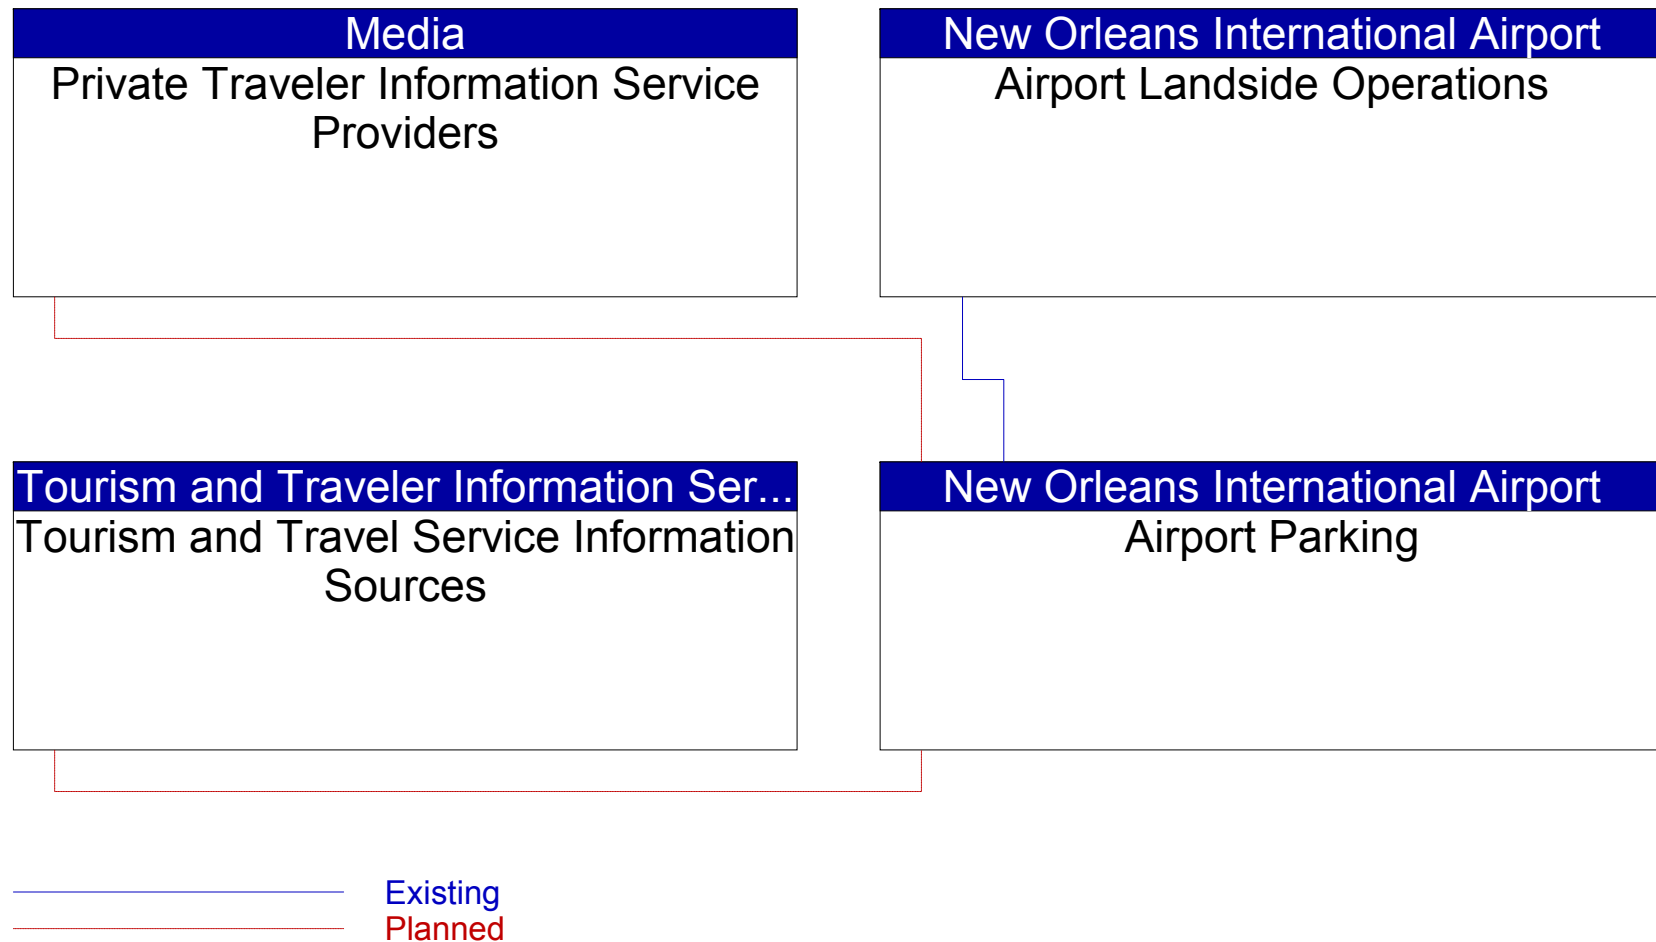 Media
Private Traveler Information Service
Providers
New Orleans International Airport
Airport Landside Operations
Tourism and Traveler Information Ser...
Tourism and Travel Service Information
Sources
New Orleans International Airport
Airport Parking
Existing
Planned